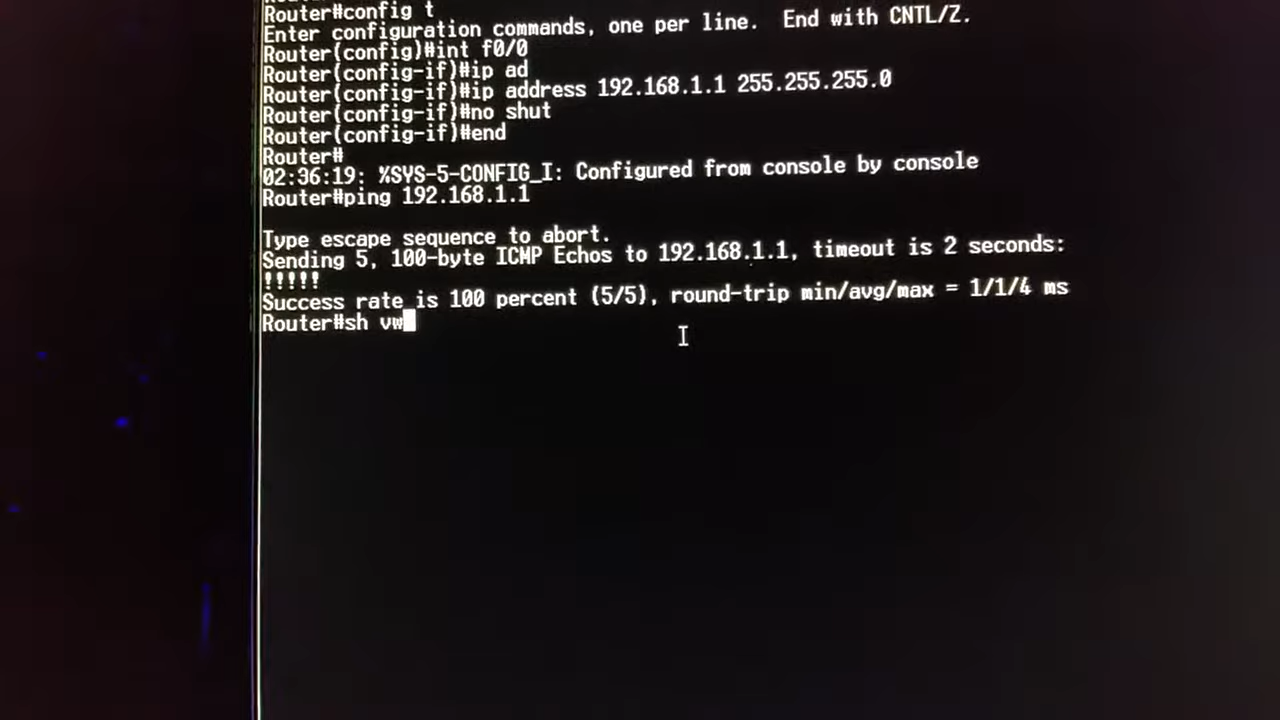 Router#config t
Enter configuration commands, one per line.  End with CNTL/Z.
Router(config)#int f0/0
Router(config-if)#ip ad
Router(config-if)#ip address 192.168.1.1 255.255.255.0
Router(config-if)#no shut
Router(config-if)#end
Router#
02:36:19: %SYS-5-CONFIG_I: Configured from console by console
Router#ping 192.168.1.1
Type escape sequence to abort.
Sending 5, 100-byte ICMP Echos to 192.168.1.1, timeout is 2 seconds:
!!!!!
Success rate is 100 percent (5/5), round-trip min/avg/max = 1/1/4 ms
Router#sh vw